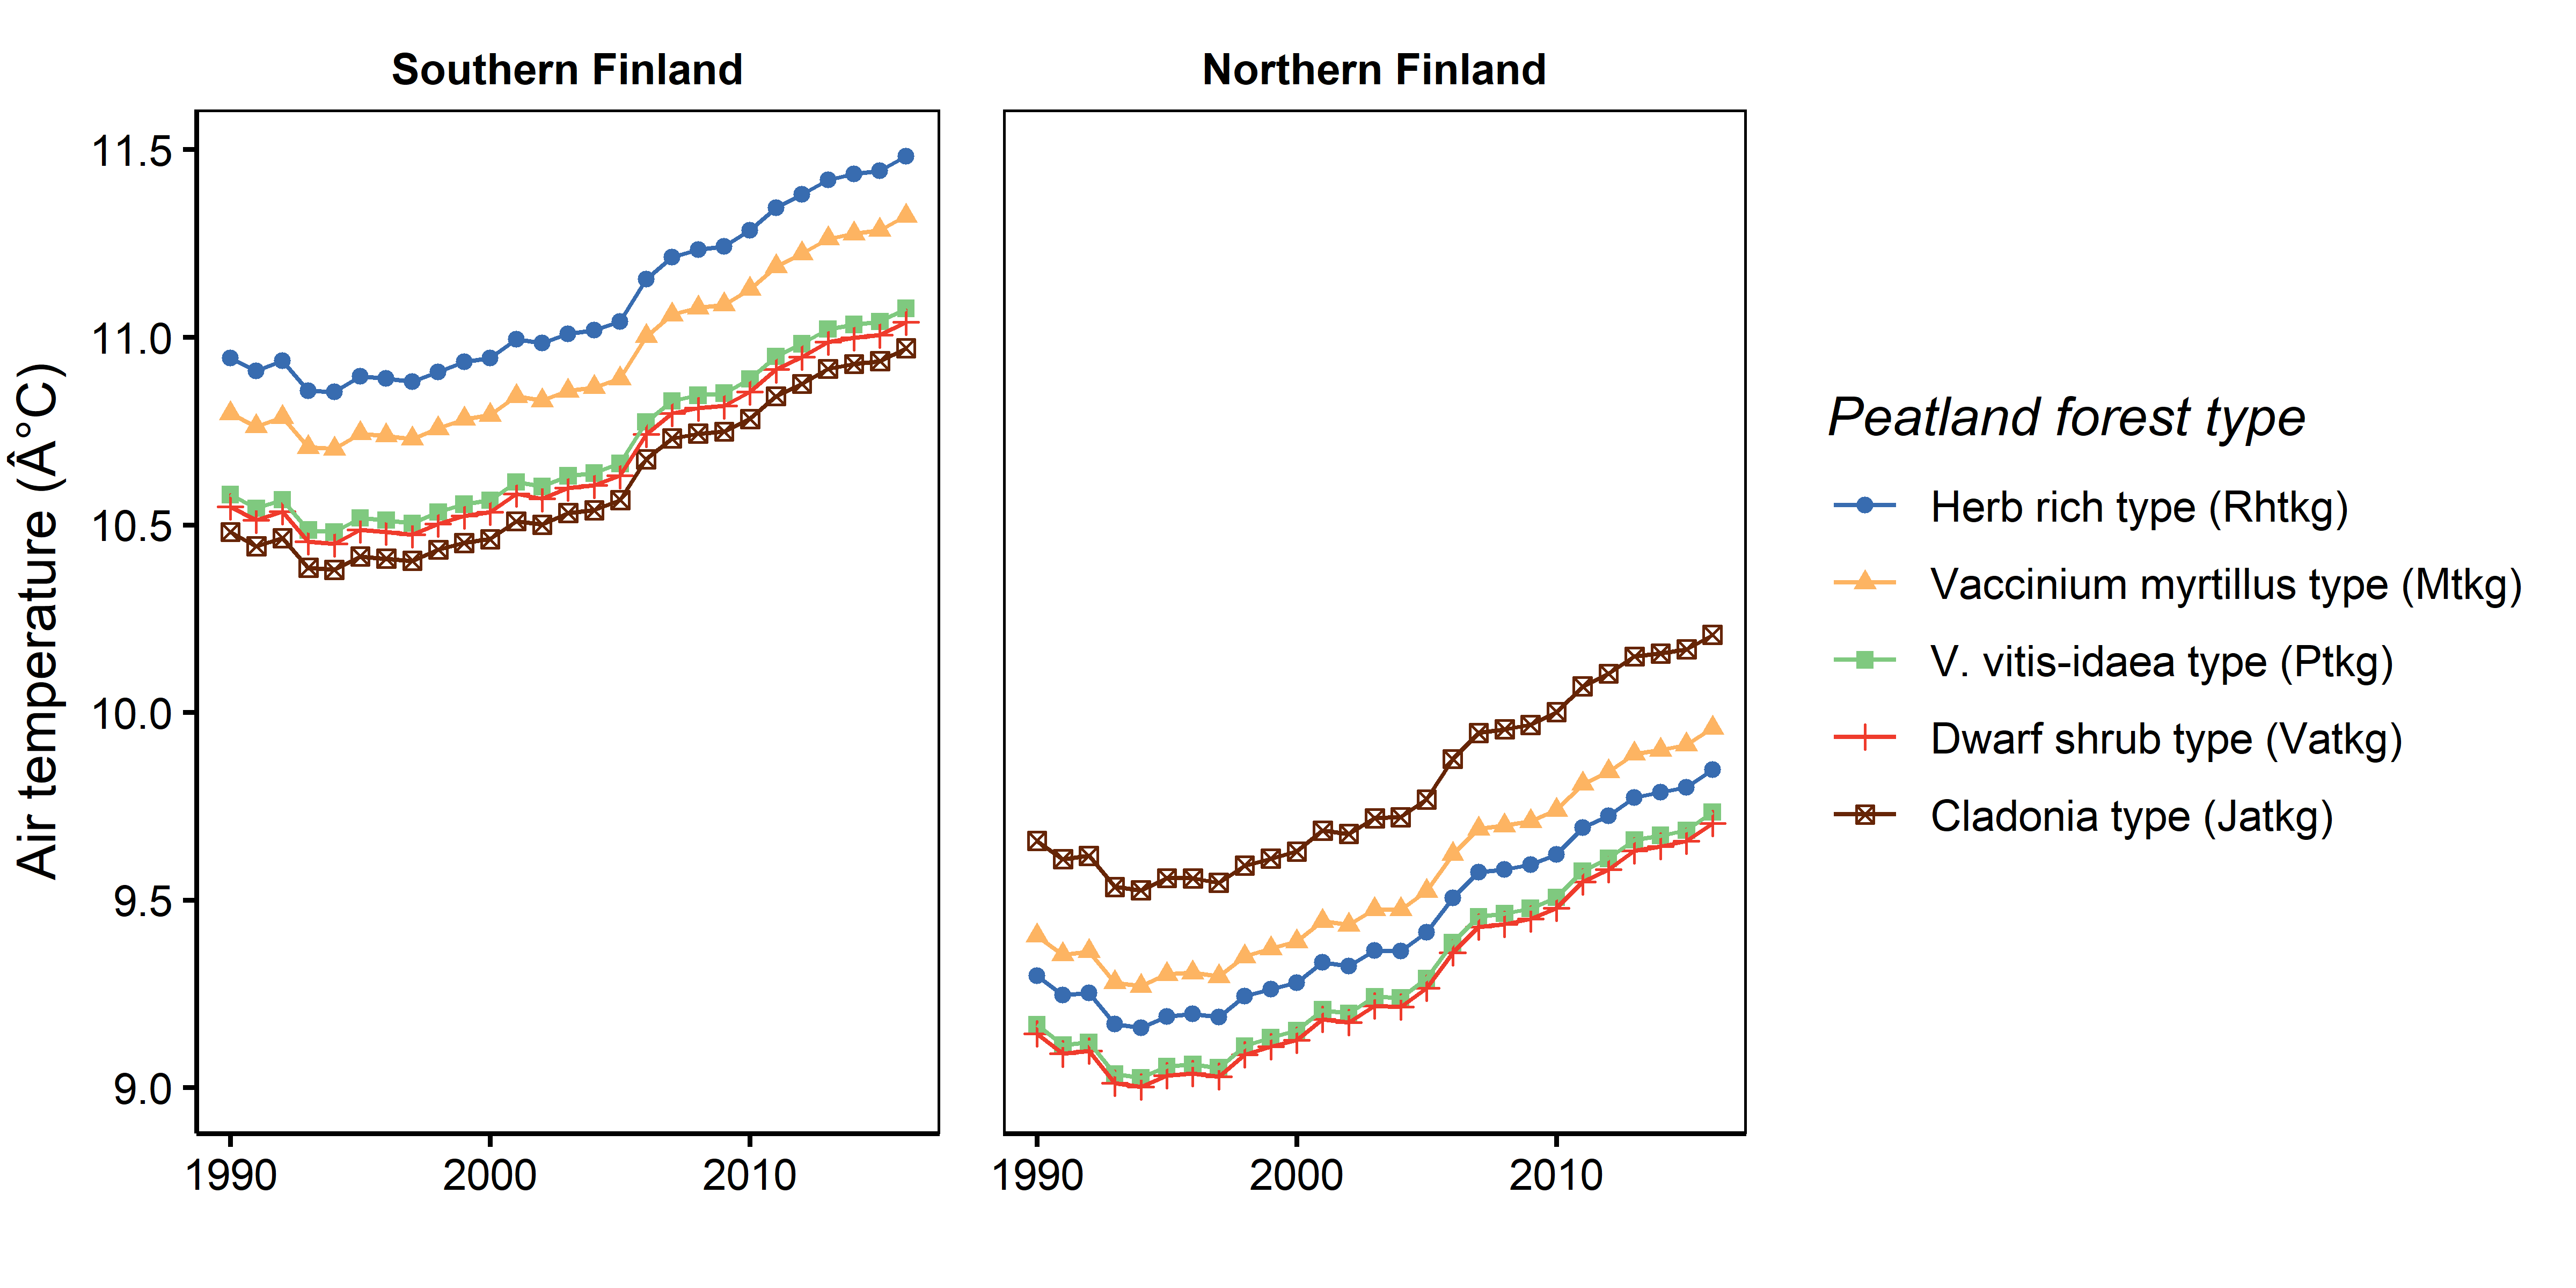 Southern Finland
Northern Finland
Air temperature (Â°C)
11.5
11.0
10.5
10.0
9.5
9.0
1990
2000
2010
1990
2000
2010
Peatland forest type
Herb rich type (Rhtkg)
Vaccinium myrtillus type (Mtkg)
V. vitis-idaea type (Ptkg)
Dwarf shrub type (Vatkg)
Cladonia type (Jatkg)